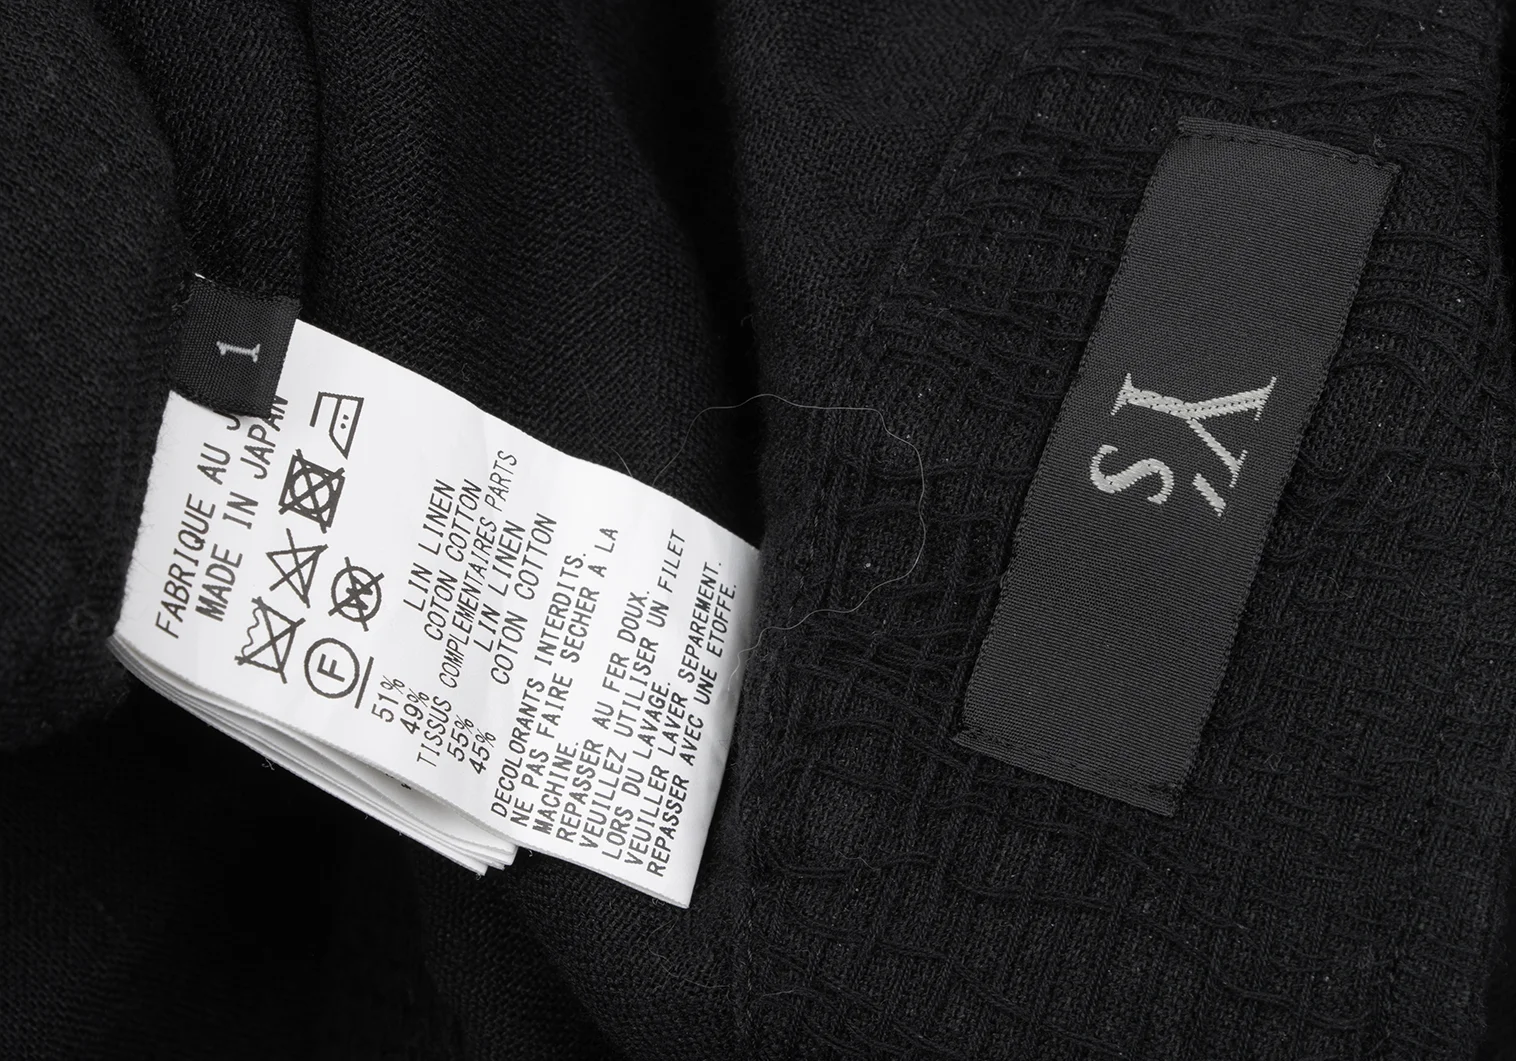 1
FABRIQUE AU J
MADE IN JAPAN
F
51% LIN LINEN
49% COTON COTTON
TISSUS COMPLEMENTAIRES PARTS
55% LIN LINEN
45% COTON COTTON
DECOLORANTS INTERDITS.
NE PAS FAIRE SECHER A LA
MACHINE.
REPASSER AU FER DOUX.
VEUILLEZ UTILISER UN FILET
LORS DU LAVAGE.
VEUILLER LAVER SEPAREMENT.
REPASSER AVEC UNE ETOFFE.
Y's